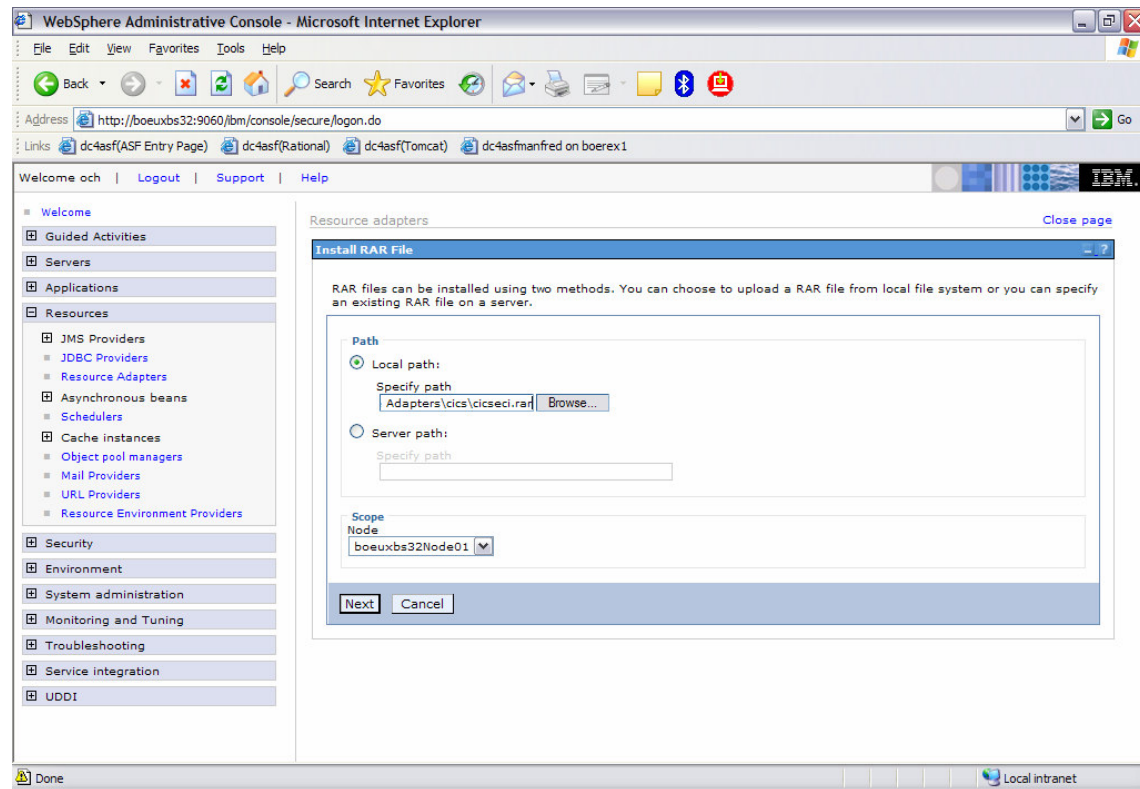 WebSphere Administrative Console - Microsoft Internet Explorer
File Edit View Favorites Tools Help
Back Search Favorites
Address http://boeuxbs32:9060/ibm/console/secure/logon.do Go
Links dc4asf(ASF Entry Page) dc4asf(Rational) dc4asf(Tomcat) dc4asfmanfred on boerex1
Welcome och | Logout | Support | Help
IBM.
Welcome
Guided Activities
Servers
Applications
Resources
JMS Providers
JDBC Providers
Resource Adapters
Asynchronous beans
Schedulers
Cache instances
Object pool managers
Mail Providers
URL Providers
Resource Environment Providers
Security
Environment
System administration
Monitoring and Tuning
Troubleshooting
Service integration
UDDI
Resource adapters
Close page
Install RAR File
?
RAR files can be installed using two methods. You can choose to upload a RAR file from local file system or you can specify
an existing RAR file on a server.
Path
Local path:
Specify path
Adapters\cics\cicseci.rar Browse...
Server path:
Specify path
Scope
Node
boeuxbs32Node01
Next Cancel
Done
Local intranet